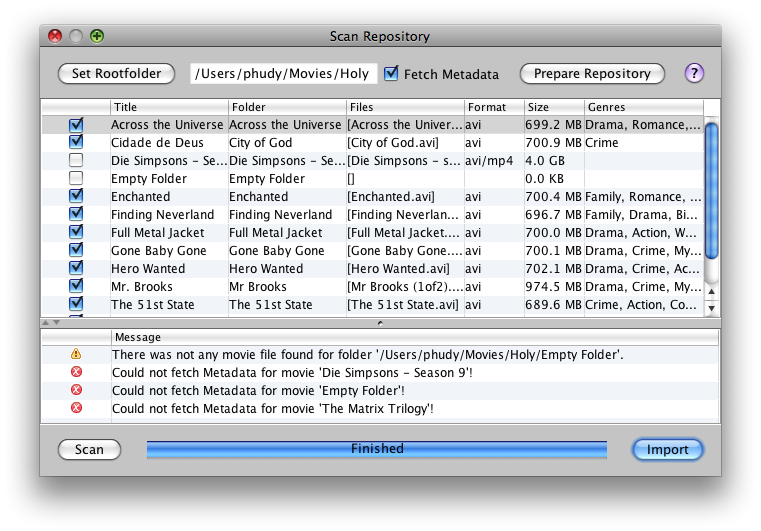 Scan Repository
Set Rootfolder /Users/phudy/Movies/Holy Fetch Metadata Prepare Repository ?
Title Folder Files Format Size Genres
Across the Universe Across the Universe [Across the Univer... avi 699.2 MB Drama, Romance,...
Cidade de Deus City of God [City of God.avi] avi 700.9 MB Crime
Die Simpsons - Se... Die Simpsons - Se... [Die Simpsons - s... avi/mp4 4.0 GB
Empty Folder Empty Folder [] 0.0 KB
Enchanted Enchanted [Enchanted.avi] avi 700.4 MB Family, Romance, ...
Finding Neverland Finding Neverland [Finding Neverlan... avi 696.7 MB Family, Drama, Bi...
Full Metal Jacket Full Metal Jacket [Full Metal Jacket.... avi 700.0 MB Drama, Action, W...
Gone Baby Gone Gone Baby Gone [Gone Baby Gone.... avi 700.1 MB Drama, Crime, My...
Hero Wanted Hero Wanted [Hero Wanted.avi] avi 702.1 MB Drama, Crime, Ac...
Mr. Brooks Mr. Brooks [Mr Brooks (1of2).... avi 974.5 MB Drama, Crime, My...
The 51st State The 51st State [The 51st State.avi] avi 689.6 MB Crime, Action, Co...
Message
There was not any movie file found for folder '/Users/phudy/Movies/Holy/Empty Folder'.
Could not fetch Metadata for movie 'Die Simpsons - Season 9'!
Could not fetch Metadata for movie 'Empty Folder'!
Could not fetch Metadata for movie 'The Matrix Trilogy'!
Scan Finished Import